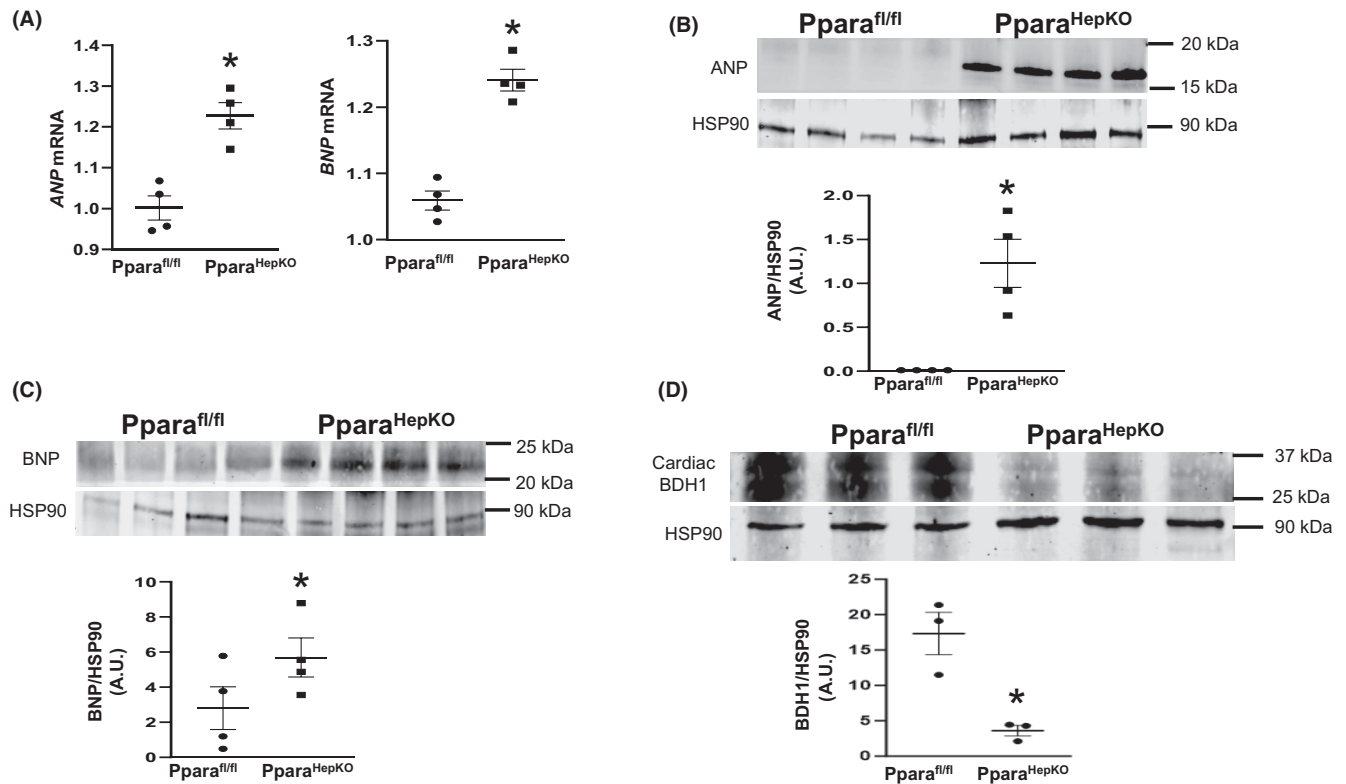 (A)
ANP mRNA
1.4
1.3
1.2
1.1
1.0
0.9
*
Ppara^fl/fl Ppara^HepKO
BNP mRNA
1.3
1.2
1.1
1.0
*
Ppara^fl/fl Ppara^HepKO
(B)
Ppara^fl/fl Ppara^HepKO
ANP
20 kDa
15 kDa
HSP90
90 kDa
ANP/HSP90
(A.U.)
2.0
1.5
1.0
0.5
0.0
*
Ppara^fl/fl Ppara^HepKO
(C)
Ppara^fl/fl Ppara^HepKO
BNP
25 kDa
20 kDa
HSP90
90 kDa
BNP/HSP90
(A.U.)
10
8
6
4
2
0
*
Ppara^fl/fl Ppara^HepKO
(D)
Ppara^fl/fl Ppara^HepKO
Cardiac
BDH1
37 kDa
25 kDa
HSP90
90 kDa
BDH1/HSP90
(A.U.)
25
20
15
10
5
0
*
Ppara^fl/fl Ppara^HepKO